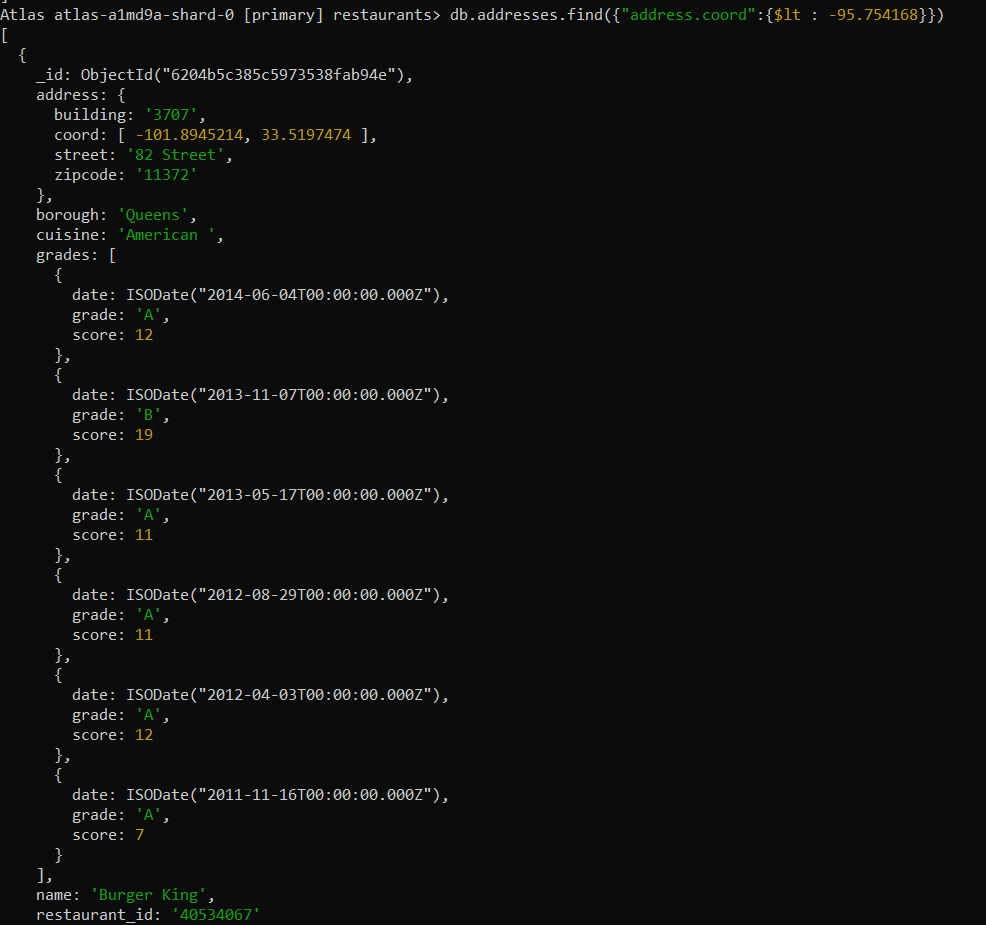 ]
Atlas atlas-a1md9a-shard-0 [primary] restaurants> db.addresses.find({"address.coord":{$lt : -95.754168}})
[
  {
    _id: ObjectId("6204b5c385c5973538fab94e"),
    address: {
      building: '3707',
      coord: [ -101.8945214, 33.5197474 ],
      street: '82 Street',
      zipcode: '11372'
    },
    borough: 'Queens',
    cuisine: 'American ',
    grades: [
      {
        date: ISODate("2014-06-04T00:00:00.000Z"),
        grade: 'A',
        score: 12
      },
      {
        date: ISODate("2013-11-07T00:00:00.000Z"),
        grade: 'B',
        score: 19
      },
      {
        date: ISODate("2013-05-17T00:00:00.000Z"),
        grade: 'A',
        score: 11
      },
      {
        date: ISODate("2012-08-29T00:00:00.000Z"),
        grade: 'A',
        score: 11
      },
      {
        date: ISODate("2012-04-03T00:00:00.000Z"),
        grade: 'A',
        score: 12
      },
      {
        date: ISODate("2011-11-16T00:00:00.000Z"),
        grade: 'A',
        score: 7
      }
    ],
    name: 'Burger King',
    restaurant_id: '40534067'